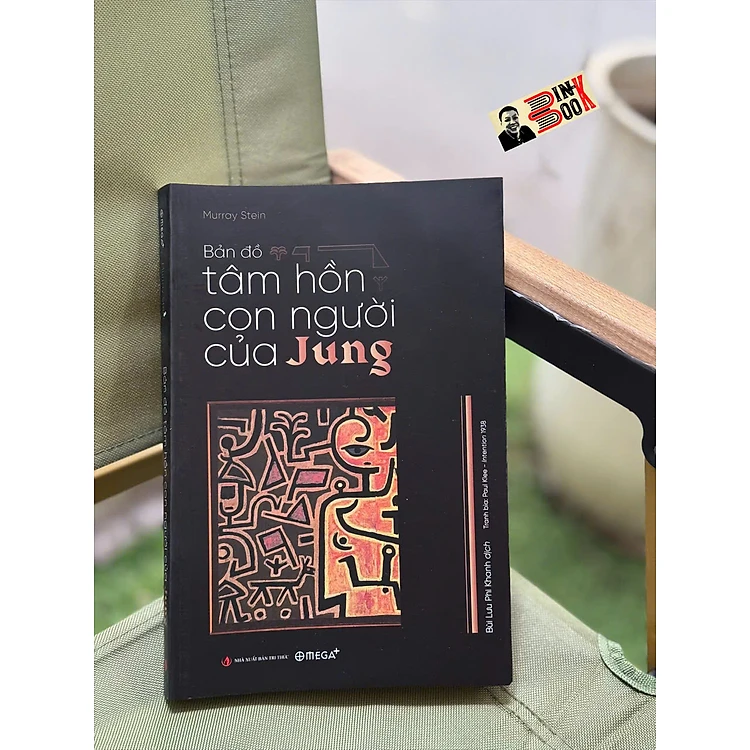 BINK
BOOK
Murray Stein
Bản đồ
tâm hồn
con người
của Jung
Tranh bìa: Paul Klee - Intention 1938
Bùi Lưu Phi Khanh dịch
NHÀ XUẤT BẢN TRI THỨC
OMEGA+